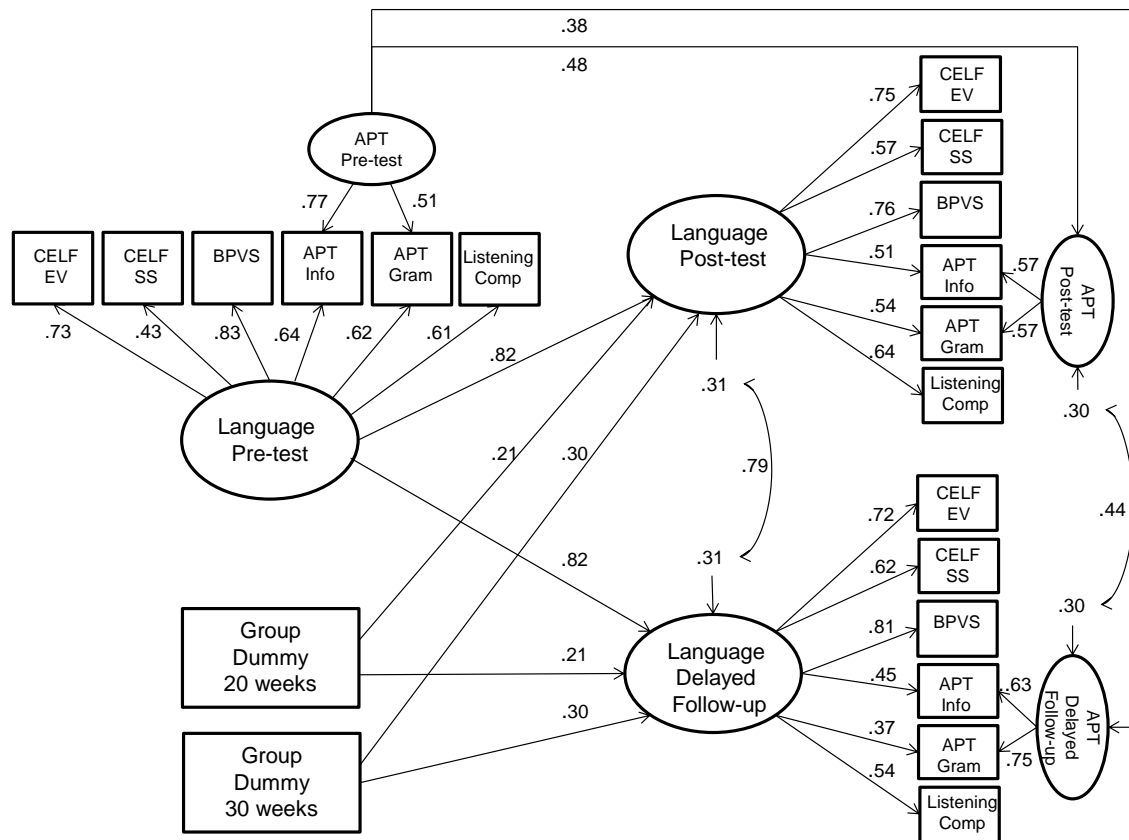 .38
.48
APT
Pre-test
.77
.51
CELF
EV
CELF
SS
BPVS
APT
Info
APT
Gram
Listening
Comp
.73
.43
.83
.64
.62
.61
Language
Pre-test
.82
.21
.30
.82
Group
Dummy
20 weeks
.21
Group
Dummy
30 weeks
.30
Language
Post-test
.75
.57
.76
.51
.54
.64
CELF
EV
CELF
SS
BPVS
APT
Info
APT
Gram
Listening
Comp
.57
.57
APT
Post-test
.31
.30
.79
.44
.31
.30
Language
Delayed
Follow-up
.72
.62
.81
.45
.37
.54
CELF
EV
CELF
SS
BPVS
APT
Info
APT
Gram
Listening
Comp
.63
.75
APT
Delayed
Follow-up